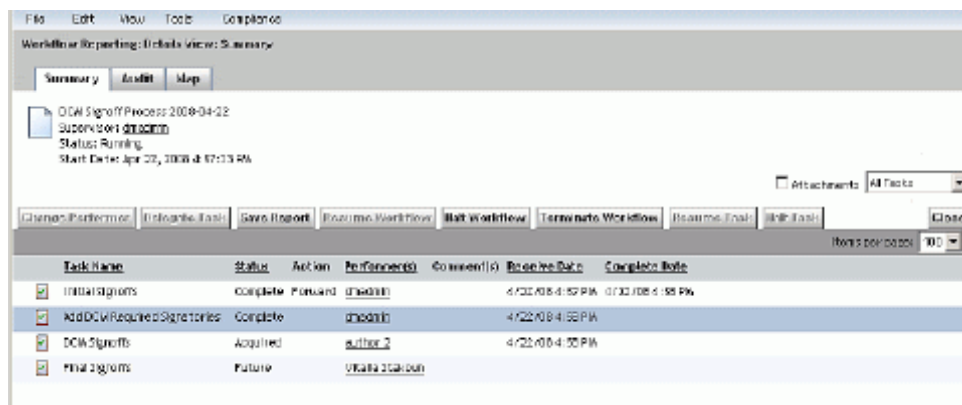 File Edit View Tools Compliance
Workflow Reporting: Details View: Summary
Summary Audit Map
DCM Signoff Process 2008-04-22
Supervisor: dmadmin
Status: Running
Start Date: Apr 22, 2008 4:57:33 PM
Attachments All Tasks
Change Performer Delegate Task Save Report Resume Workflow Halt Workflow Terminate Workflow Resume Task Halt Task Close
Items per page: 100
Task Name Status Action Performer(s) Comment(s) Receive Date Complete Date
Initial Signoffs Complete Forward dmadmin 4/22/08 4:57 PM 4/22/08 4:58 PM
Add DCM Required Signatories Complete dmadmin 4/22/08 4:58 PM
DCM Signoffs Acquired author 2 4/22/08 4:58 PM
Final Signoffs Future